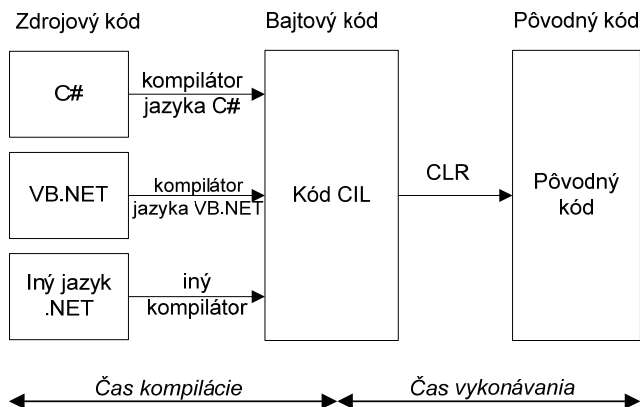 Zdrojový kód
Bajtový kód
Pôvodný kód
C#
kompilátor
jazyka C#
VB.NET
kompilátor
jazyka VB.NET
Kód CIL
CLR
Pôvodný
kód
Iný jazyk
.NET
iný
kompilátor
Čas kompilácie
Čas vykonávania